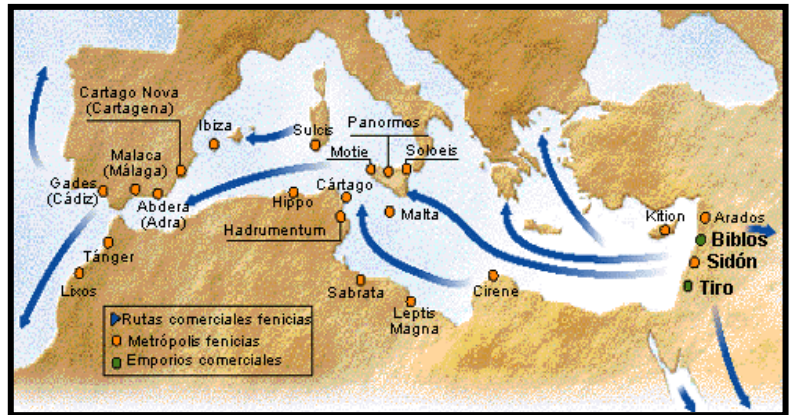 Cartago Nova
(Cartagena)
Ibiza
Sulcis
Panormos
Motie
Soloeis
Malaca
(Málaga)
Gades
(Cádiz)
Abdera
(Adra)
Hippo
Cártago
Malta
Hadrumentum
Kition
Arados
Biblos
Sidón
Tiro
Tánger
Lixos
Sabrata
Leptis
Magna
Cirene
Rutas comerciales fenicias
Metrópolis fenicias
Emporios comerciales